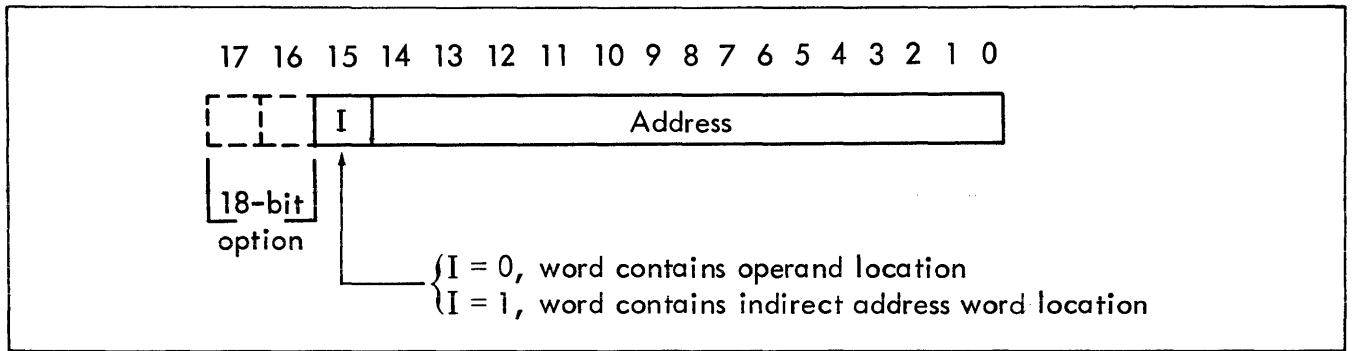 17 16 15 14 13 12 11 10 9 8 7 6 5 4 3 2 1 0
I Address
18-bit
option
I = 0, word contains operand location
I = 1, word contains indirect address word location